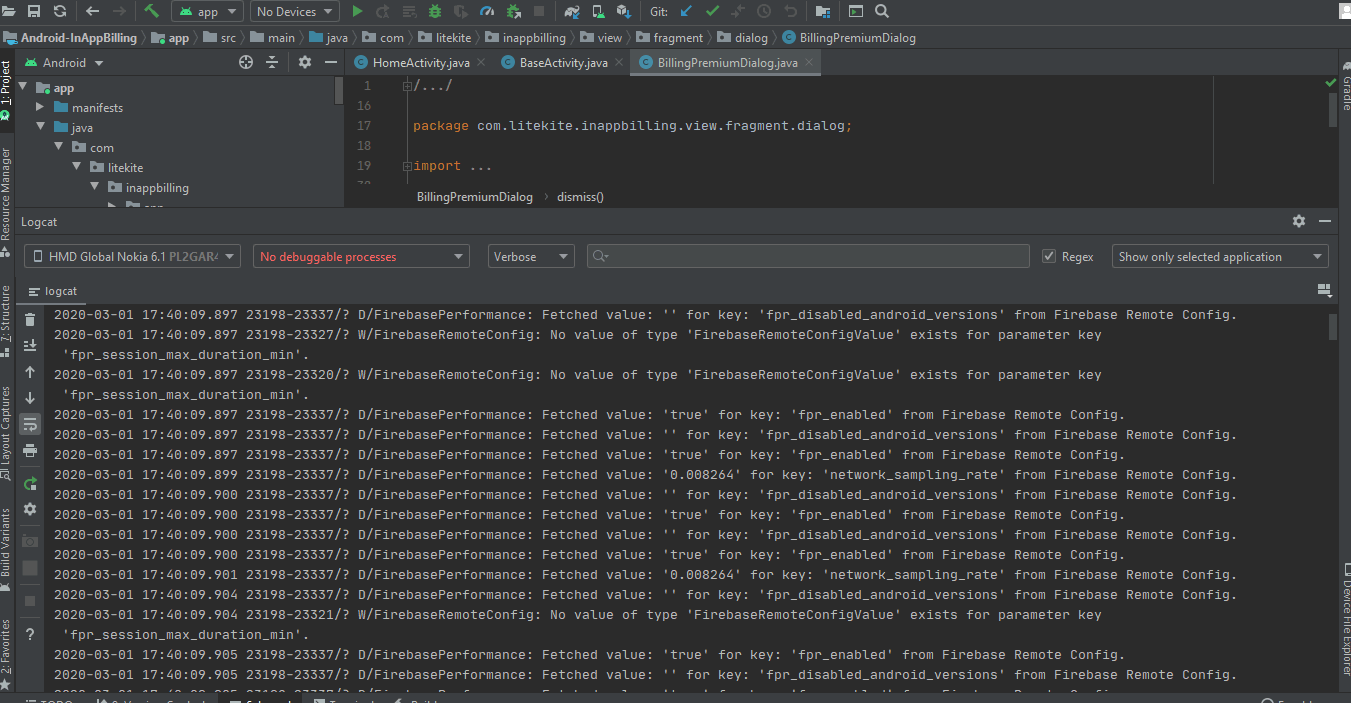 app
No Devices
Git:
Android-InAppBilling
app
src
main
java
com
litekite
inappbilling
view
fragment
dialog
BillingPremiumDialog
Android
HomeActivity.java
BaseActivity.java
BillingPremiumDialog.java
1: Project
Resource Manager
7: Structure
Layout Captures
Build Variants
2: Favorites
Gradle
Device File Explorer
app
manifests
java
com
litekite
inappbilling
1 /.../
16
17 package com.litekite.inappbilling.view.fragment.dialog;
18
19 import ...
BillingPremiumDialog
dismiss()
Logcat
HMD Global Nokia 6.1 PL2GAR4
No debuggable processes
Verbose
Regex
Show only selected application
logcat
2020-03-01 17:40:09.897 23198-23337/? D/FirebasePerformance: Fetched value: '' for key: 'fpr_disabled_android_versions' from Firebase Remote Config.
2020-03-01 17:40:09.897 23198-23327/? W/FirebaseRemoteConfig: No value of type 'FirebaseRemoteConfigValue' exists for parameter key
'fpr_session_max_duration_min'.
2020-03-01 17:40:09.897 23198-23320/? W/FirebaseRemoteConfig: No value of type 'FirebaseRemoteConfigValue' exists for parameter key
'fpr_session_max_duration_min'.
2020-03-01 17:40:09.897 23198-23337/? D/FirebasePerformance: Fetched value: 'true' for key: 'fpr_enabled' from Firebase Remote Config.
2020-03-01 17:40:09.897 23198-23337/? D/FirebasePerformance: Fetched value: '' for key: 'fpr_disabled_android_versions' from Firebase Remote Config.
2020-03-01 17:40:09.897 23198-23337/? D/FirebasePerformance: Fetched value: 'true' for key: 'fpr_enabled' from Firebase Remote Config.
2020-03-01 17:40:09.899 23198-23337/? D/FirebasePerformance: Fetched value: '0.008264' for key: 'network_sampling_rate' from Firebase Remote Config.
2020-03-01 17:40:09.900 23198-23337/? D/FirebasePerformance: Fetched value: '' for key: 'fpr_disabled_android_versions' from Firebase Remote Config.
2020-03-01 17:40:09.900 23198-23337/? D/FirebasePerformance: Fetched value: 'true' for key: 'fpr_enabled' from Firebase Remote Config.
2020-03-01 17:40:09.900 23198-23337/? D/FirebasePerformance: Fetched value: '' for key: 'fpr_disabled_android_versions' from Firebase Remote Config.
2020-03-01 17:40:09.900 23198-23337/? D/FirebasePerformance: Fetched value: 'true' for key: 'fpr_enabled' from Firebase Remote Config.
2020-03-01 17:40:09.901 23198-23337/? D/FirebasePerformance: Fetched value: '0.008264' for key: 'network_sampling_rate' from Firebase Remote Config.
2020-03-01 17:40:09.904 23198-23337/? D/FirebasePerformance: Fetched value: '' for key: 'fpr_disabled_android_versions' from Firebase Remote Config.
2020-03-01 17:40:09.904 23198-23321/? W/FirebaseRemoteConfig: No value of type 'FirebaseRemoteConfigValue' exists for parameter key
'fpr_session_max_duration_min'.
2020-03-01 17:40:09.905 23198-23337/? D/FirebasePerformance: Fetched value: 'true' for key: 'fpr_enabled' from Firebase Remote Config.
2020-03-01 17:40:09.905 23198-23337/? D/FirebasePerformance: Fetched value: '' for key: 'fpr_disabled_android_versions' from Firebase Remote Config.